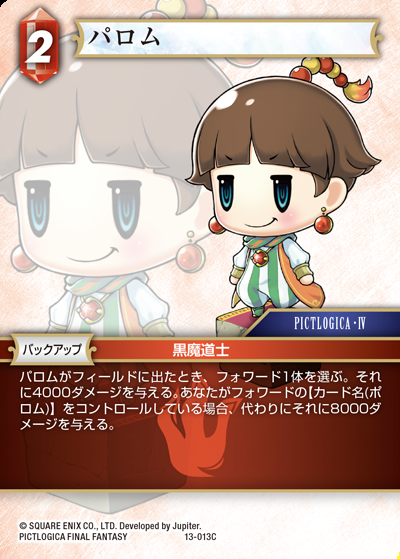 2
パロム
PICTLOGICA・IV
バックアップ
黒魔道士
パロムがフィールドに出たとき、フォワード1体を選ぶ。それ
に4000ダメージを与える。あなたがフォワードの【カード名(ポ
ロム)】をコントロールしている場合、代わりにそれに8000ダ
メージを与える。
© SQUARE ENIX CO., LTD. Developed by Jupiter.
PICTLOGICA FINAL FANTASY
13-013C